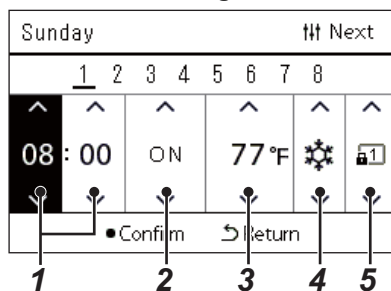 Sunday Next
1 2 3 4 5 6 7 8
08 : 00 ON 77 °F 1
Confirm Return
1 2 3 4 5